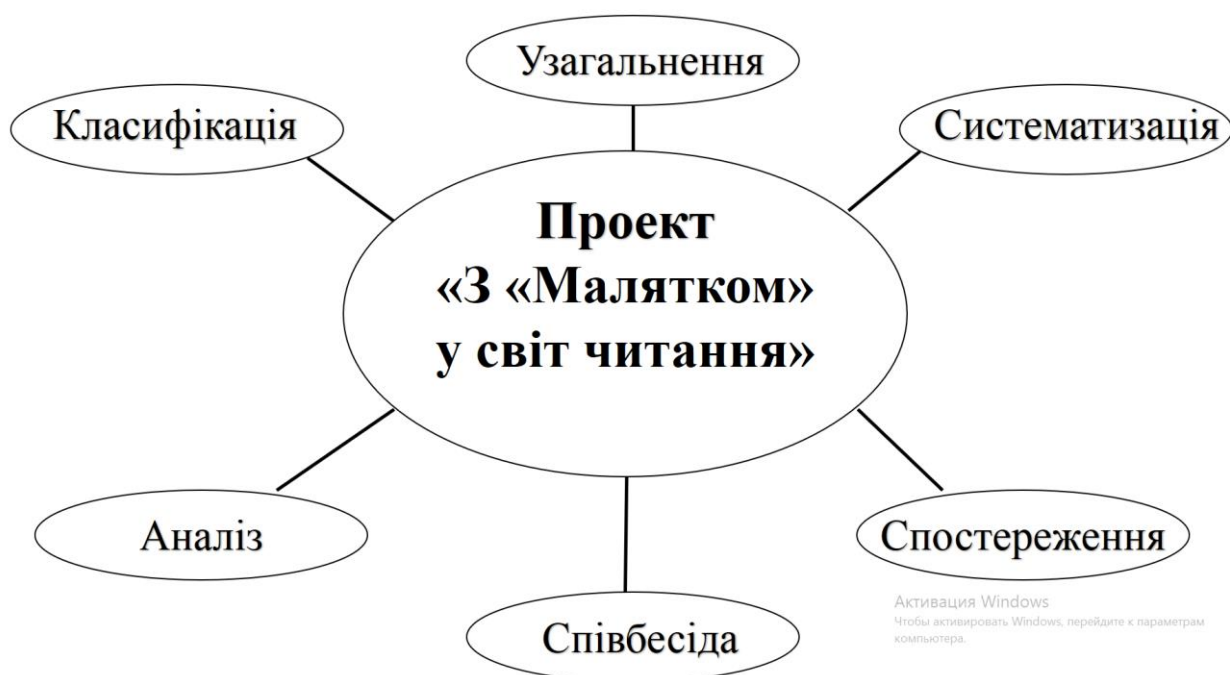 Узагальнення
Класифікація
Систематизація
Проект
«З «Малятком»
у світ читання»
Аналіз
Спостереження
Співбесіда
Активация Windows
Чтобы активировать Windows, перейдите к параметрам
компьютера.